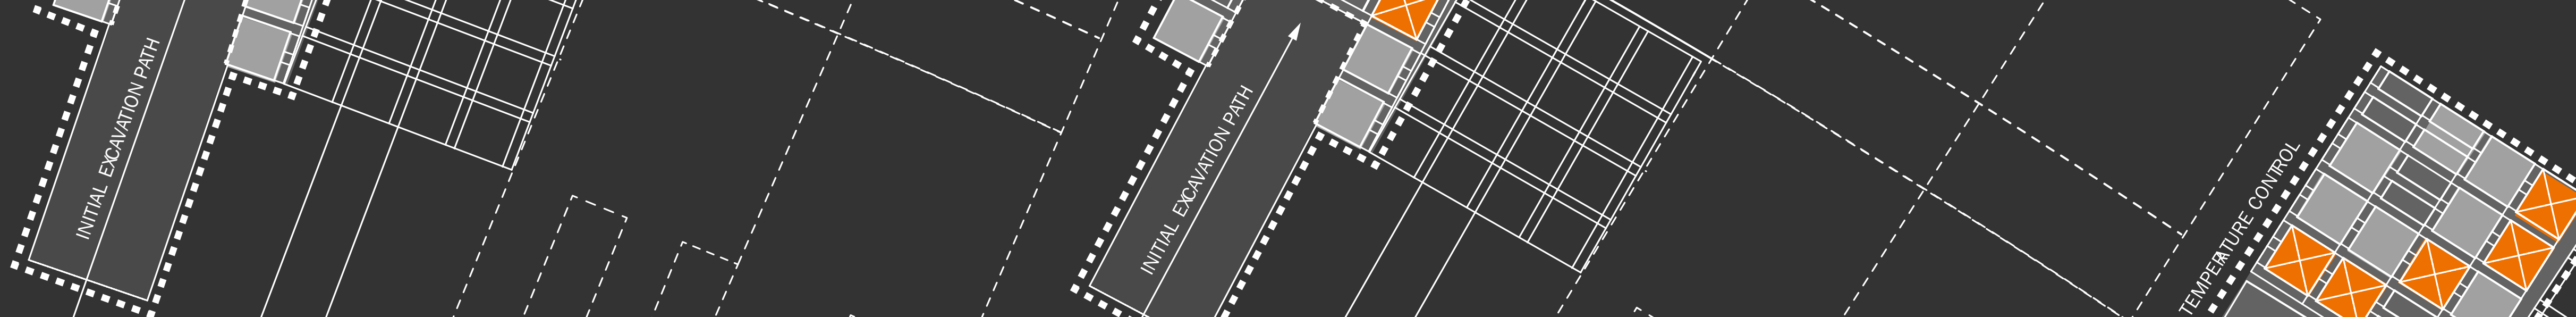 INITIAL EXCAVATION PATH
INITIAL EXCAVATION PATH
TEMPERATURE CONTROL